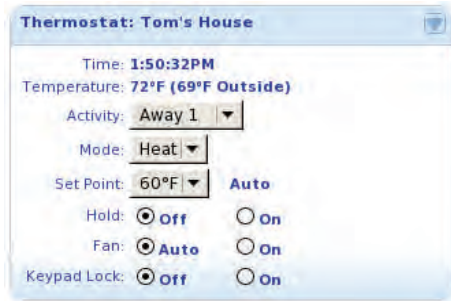 Thermostat: Tom's House
Time: 1:50:32PM
Temperature: 72°F (69°F Outside)
Activity: Away 1
Mode: Heat
Set Point: 60°F Auto
Hold: Off On
Fan: Auto On
Keypad Lock: Off On